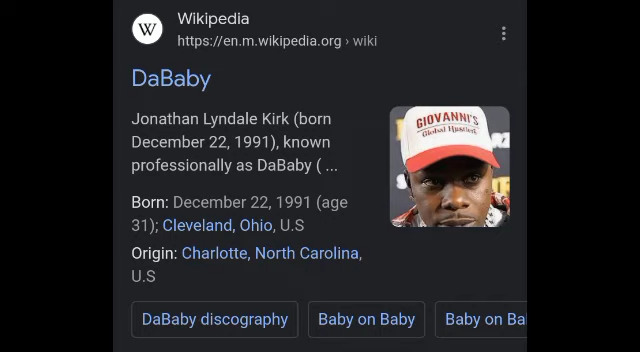 W
Wikipedia
https://en.m.wikipedia.org › wiki
DaBaby
Jonathan Lyndale Kirk (born
December 22, 1991), known
professionally as DaBaby ( ...
GIOVANNI'S
Global Hustlers
Born: December 22, 1991 (age
31); Cleveland, Ohio, U.S
Origin: Charlotte, North Carolina,
U.S
DaBaby discography
Baby on Baby
Baby on Ba